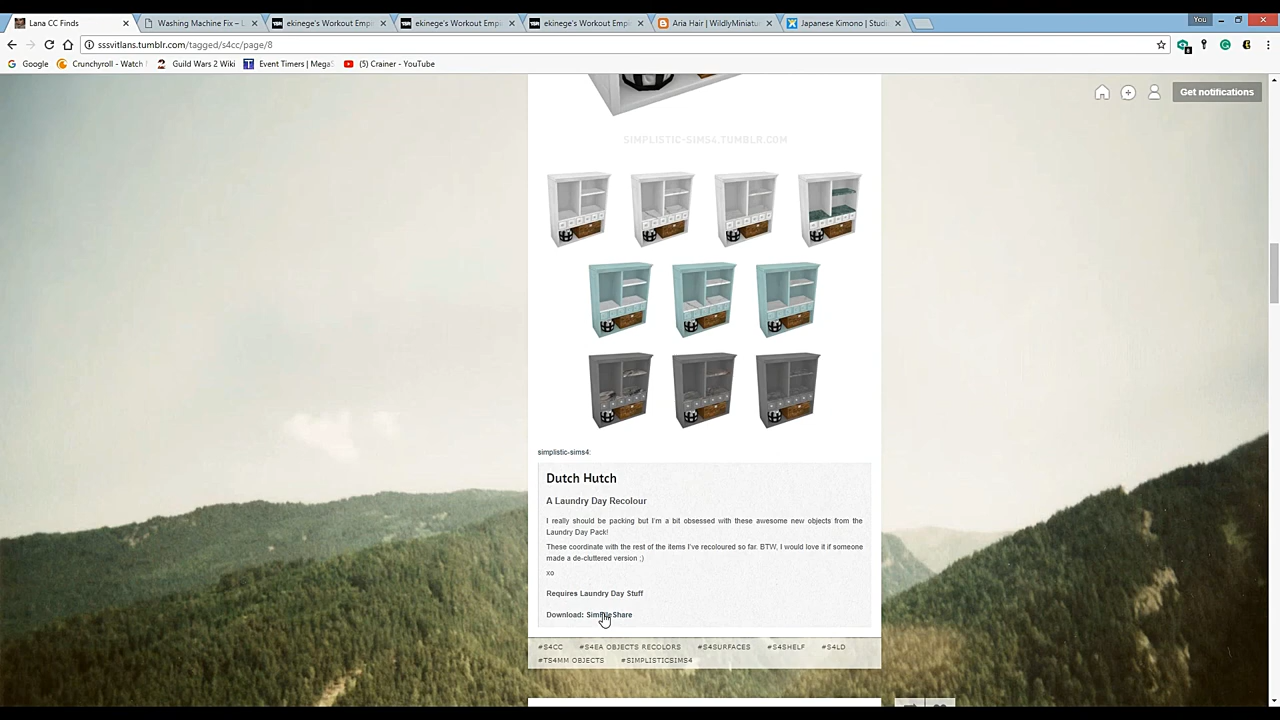 Lana CC Finds
Washing Machine Fix – L
ekinege's Workout Emp
ekinege's Workout Emp
ekinege's Workout Emp
Aria Hair | WildlyMiniatu
Japanese Kimono | Studi
You
sssvitlans.tumblr.com/tagged/s4cc/page/8
Google
Crunchyroll - Watch
Guild Wars 2 Wiki
Event Timers | Mega
(5) Crainer - YouTube
Get notifications
SIMPLISTIC-SIMS4.TUMBLR.COM
simplistic-sims4:
Dutch Hutch
A Laundry Day Recolour
I really should be packing but I'm a bit obsessed with these awesome new objects from the
Laundry Day Pack!
These coordinate with the rest of the items I've recoloured so far. BTW, I would love it if someone
made a de-cluttered version ;)
xo
Requires Laundry Day Stuff
Download: SimFileShare
#S4CC #S4EA OBJECTS RECOLORS #S4SURFACES #S4SHELF #S4LD
#TS4MM OBJECTS #SIMPLISTICSIMS4